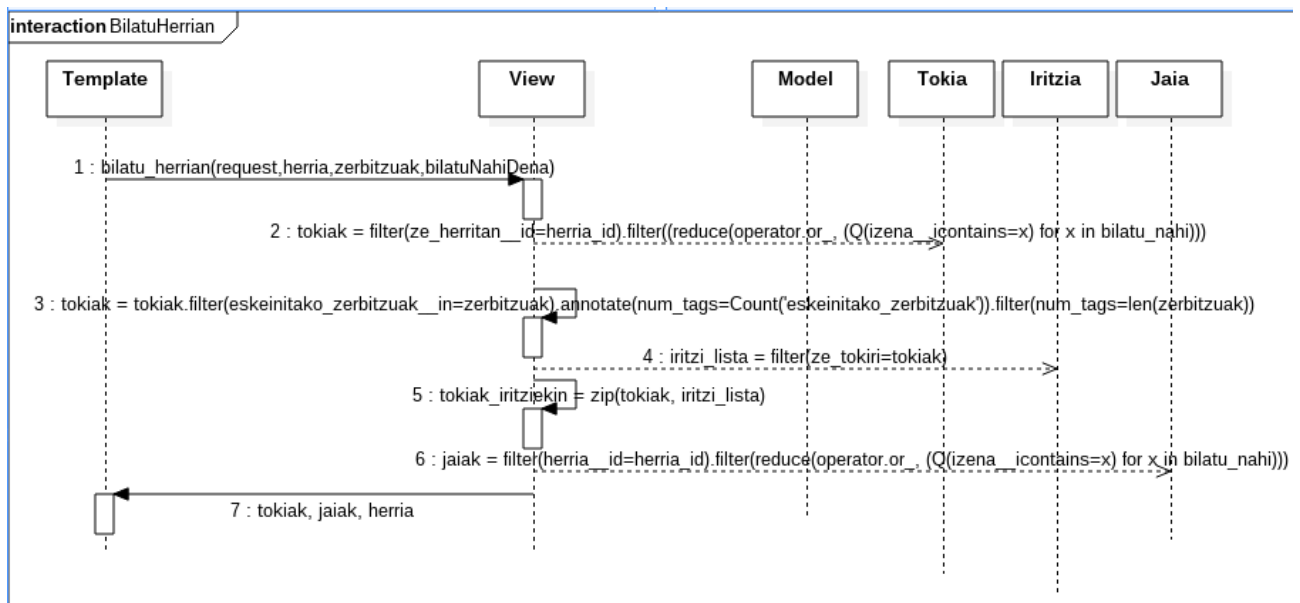 interaction BilatuHerrian
Template
View
Model
Tokia
Iritzia
Jaia
1 : bilatu_herrian(request,herria,zerbitzuak,bilatuNahiDena)
2 : tokiak = filter(ze_herritan__id=herria_id).filter((reduce(operator.or_, (Q(izena__icontains=x) for x in bilatu_nahi)))
3 : tokiak = tokiak.filter(eskeinitako_zerbitzuak__in=zerbitzuak).annotate(num_tags=Count('eskeinitako_zerbitzuak')).filter(num_tags=len(zerbitzuak))
4 : iritzi_lista = filter(ze_tokiri=tokiak)
5 : tokiak_iritziekin = zip(tokiak, iritzi_lista)
6 : jaiak = filter(herria__id=herria_id).filter(reduce(operator.or_, (Q(izena__icontains=x) for x in bilatu_nahi)))
7 : tokiak, jaiak, herria